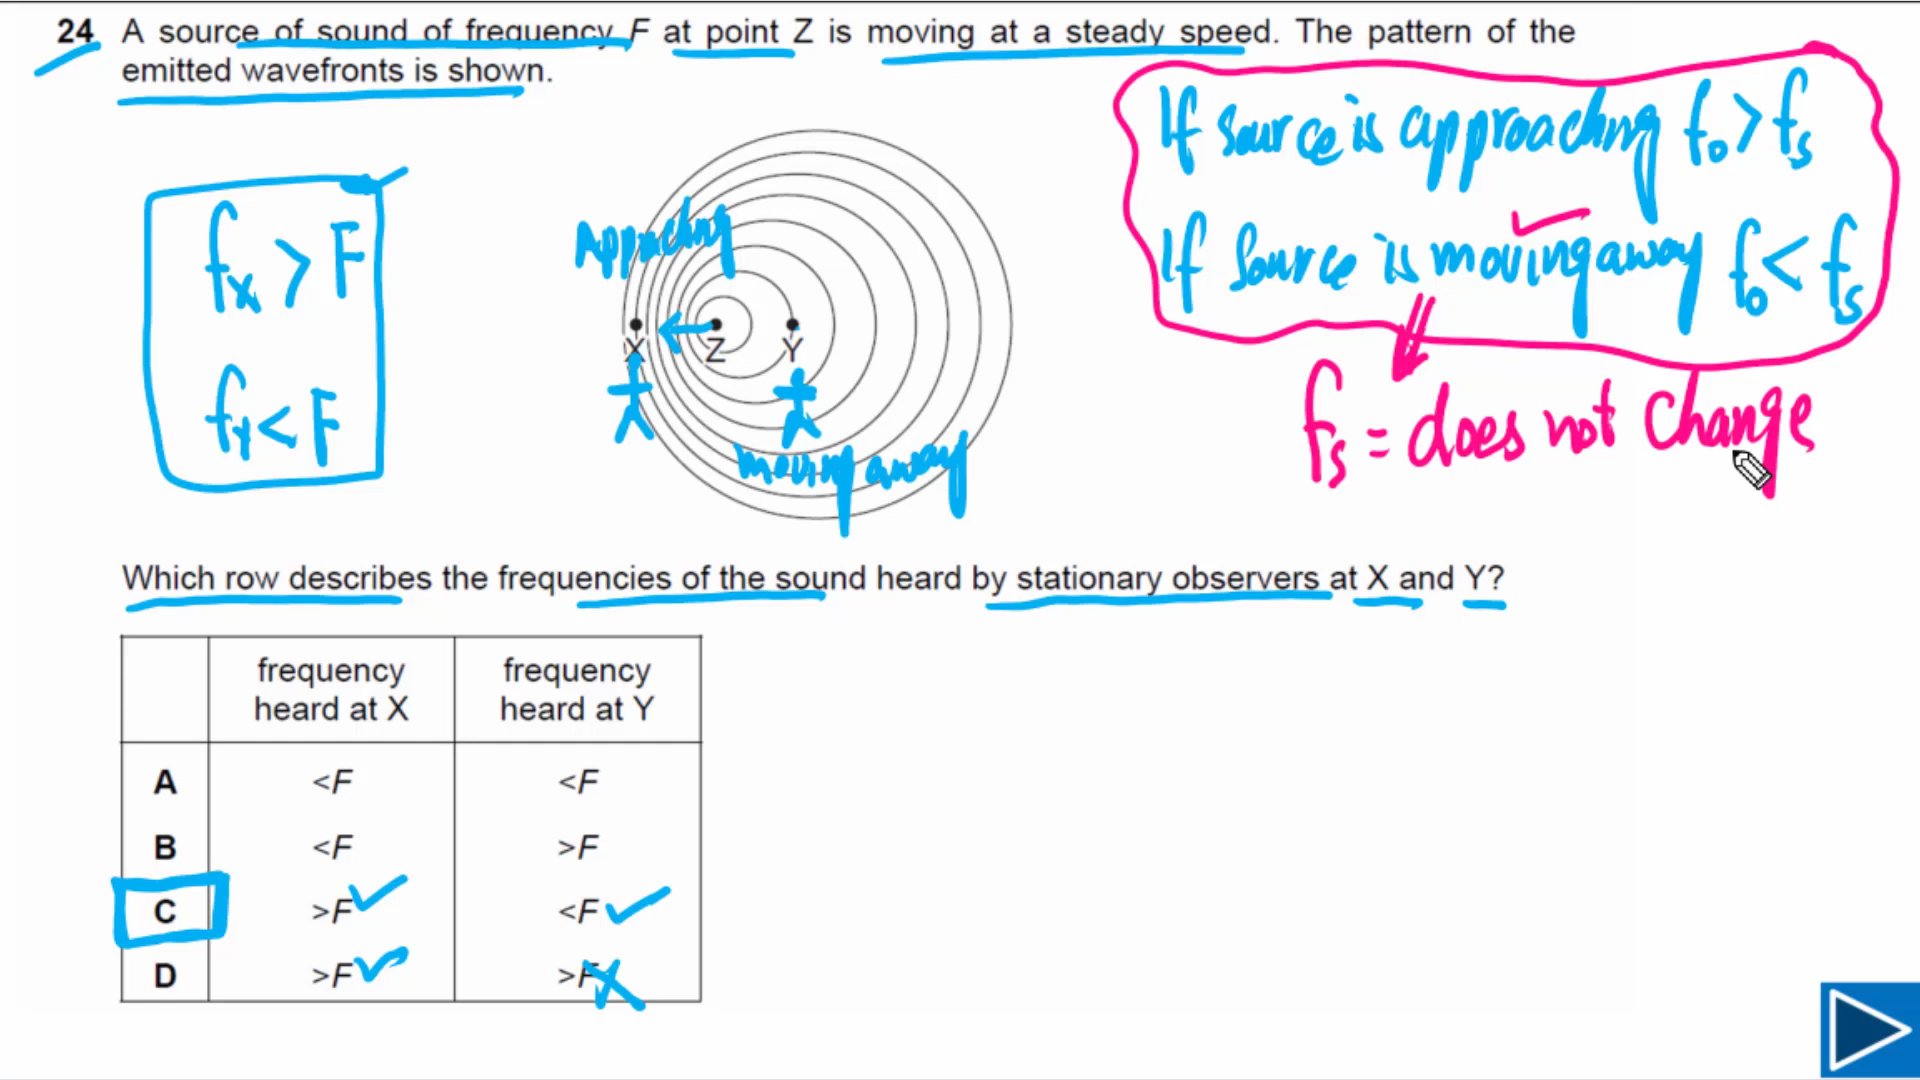 24 A source of sound of frequency F at point Z is moving at a steady speed. The pattern of the
emitted wavefronts is shown.
If source is approaching fo > fs
If source is moving away fo < fs
fs = does not change
fx > F
fY < F
Approching
X Z Y
moving away
Which row describes the frequencies of the sound heard by stationary observers at X and Y?
frequency heard at X frequency heard at Y
A <F <F
B <F >F
C >F <F
D >F >F